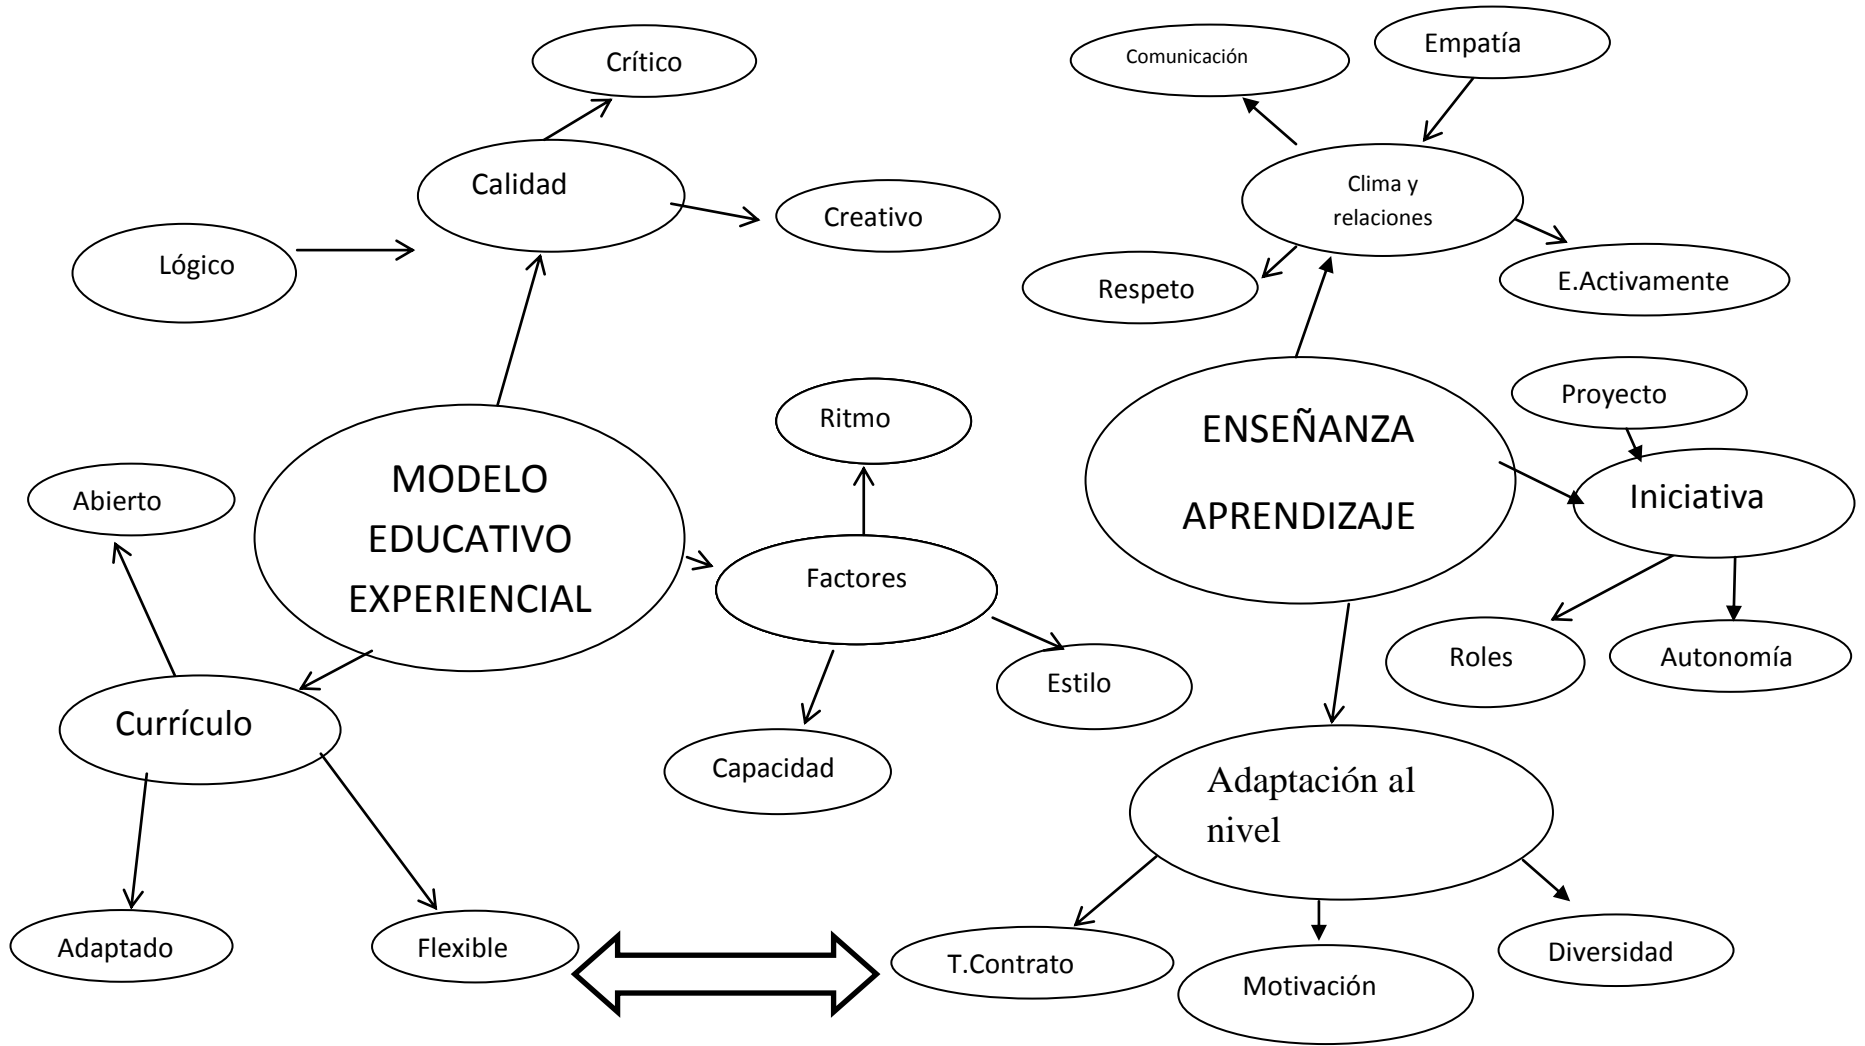 Crítico
Calidad
Creativo
Lógico
MODELO
EDUCATIVO
EXPERIENCIAL
Abierto
Currículo
Adaptado
Flexible
Ritmo
Factores
Estilo
Capacidad
Comunicación
Empatía
Clima y
relaciones
Respeto
E.Activamente
ENSEÑANZA
APRENDIZAJE
Proyecto
Iniciativa
Roles
Autonomía
Adaptación al
nivel
T.Contrato
Motivación
Diversidad